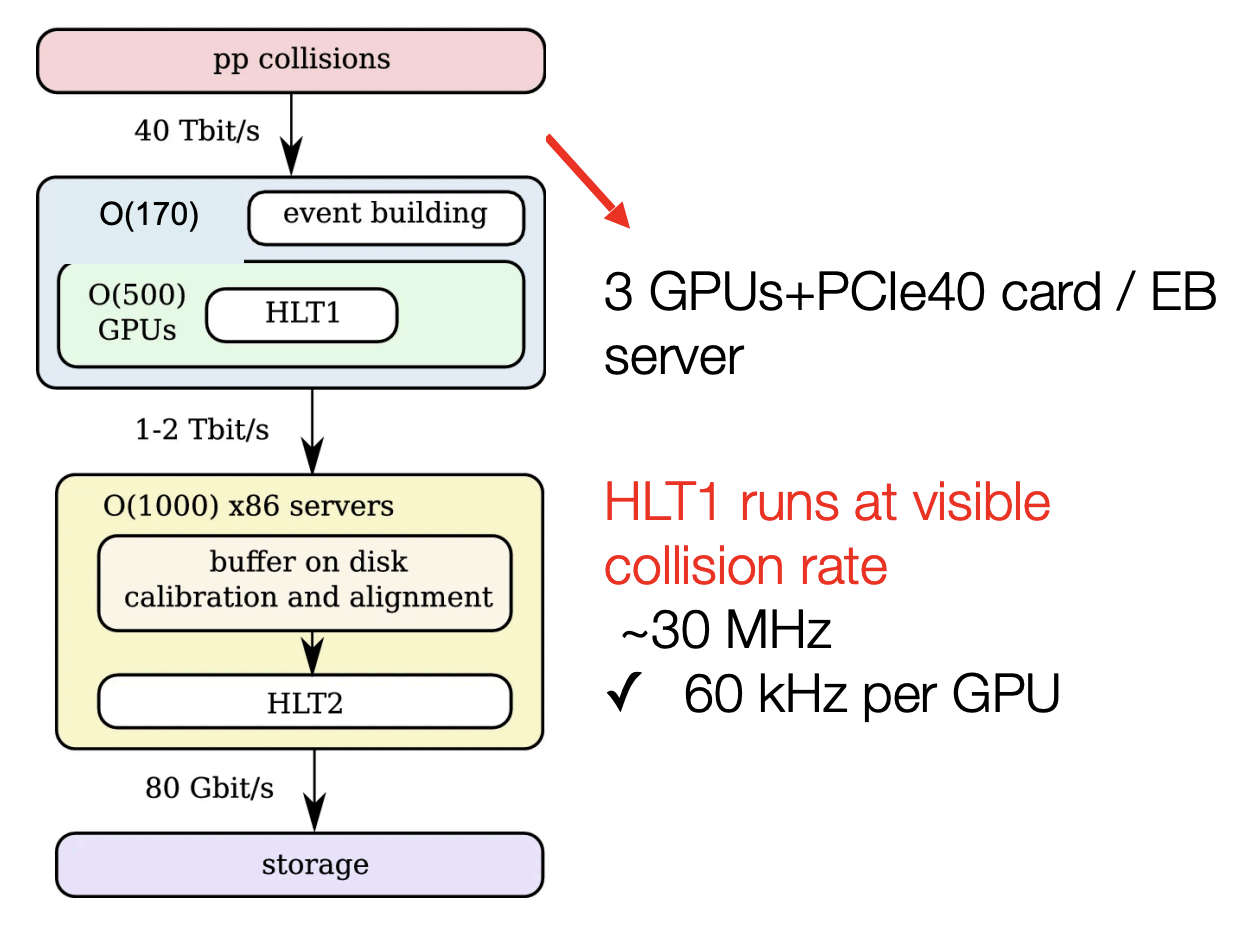 pp collisions
40 Tbit/s
O(170)
event building
O(500)
GPUs
HLT1
3 GPUs+PCIe40 card / EB
server
1-2 Tbit/s
O(1000) x86 servers
buffer on disk
calibration and alignment
HLT2
HLT1 runs at visible
collision rate
~30 MHz
✓ 60 kHz per GPU
80 Gbit/s
storage